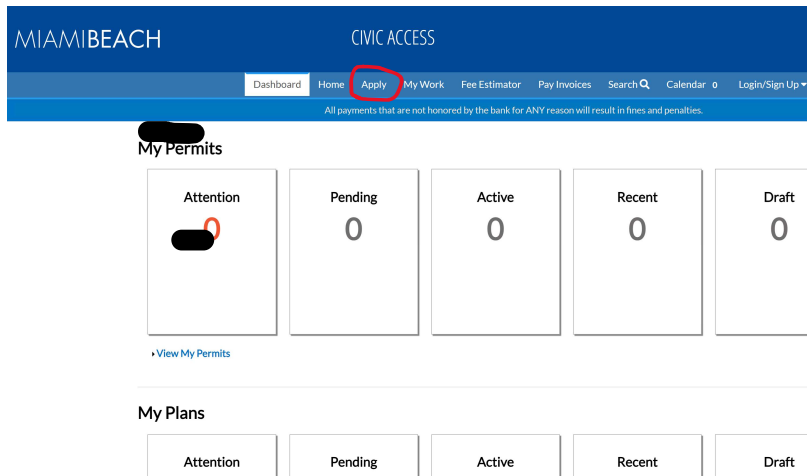 MIAMIBEACH
CIVIC ACCESS
Dashboard Home Apply My Work Fee Estimator Pay Invoices Search Calendar 0 Login/Sign Up
All payments that are not honored by the bank for ANY reason will result in fines and penalties.
My Permits
Attention Pending Active Recent Draft
0 0 0 0 0
View My Permits
My Plans
Attention Pending Active Recent Draft